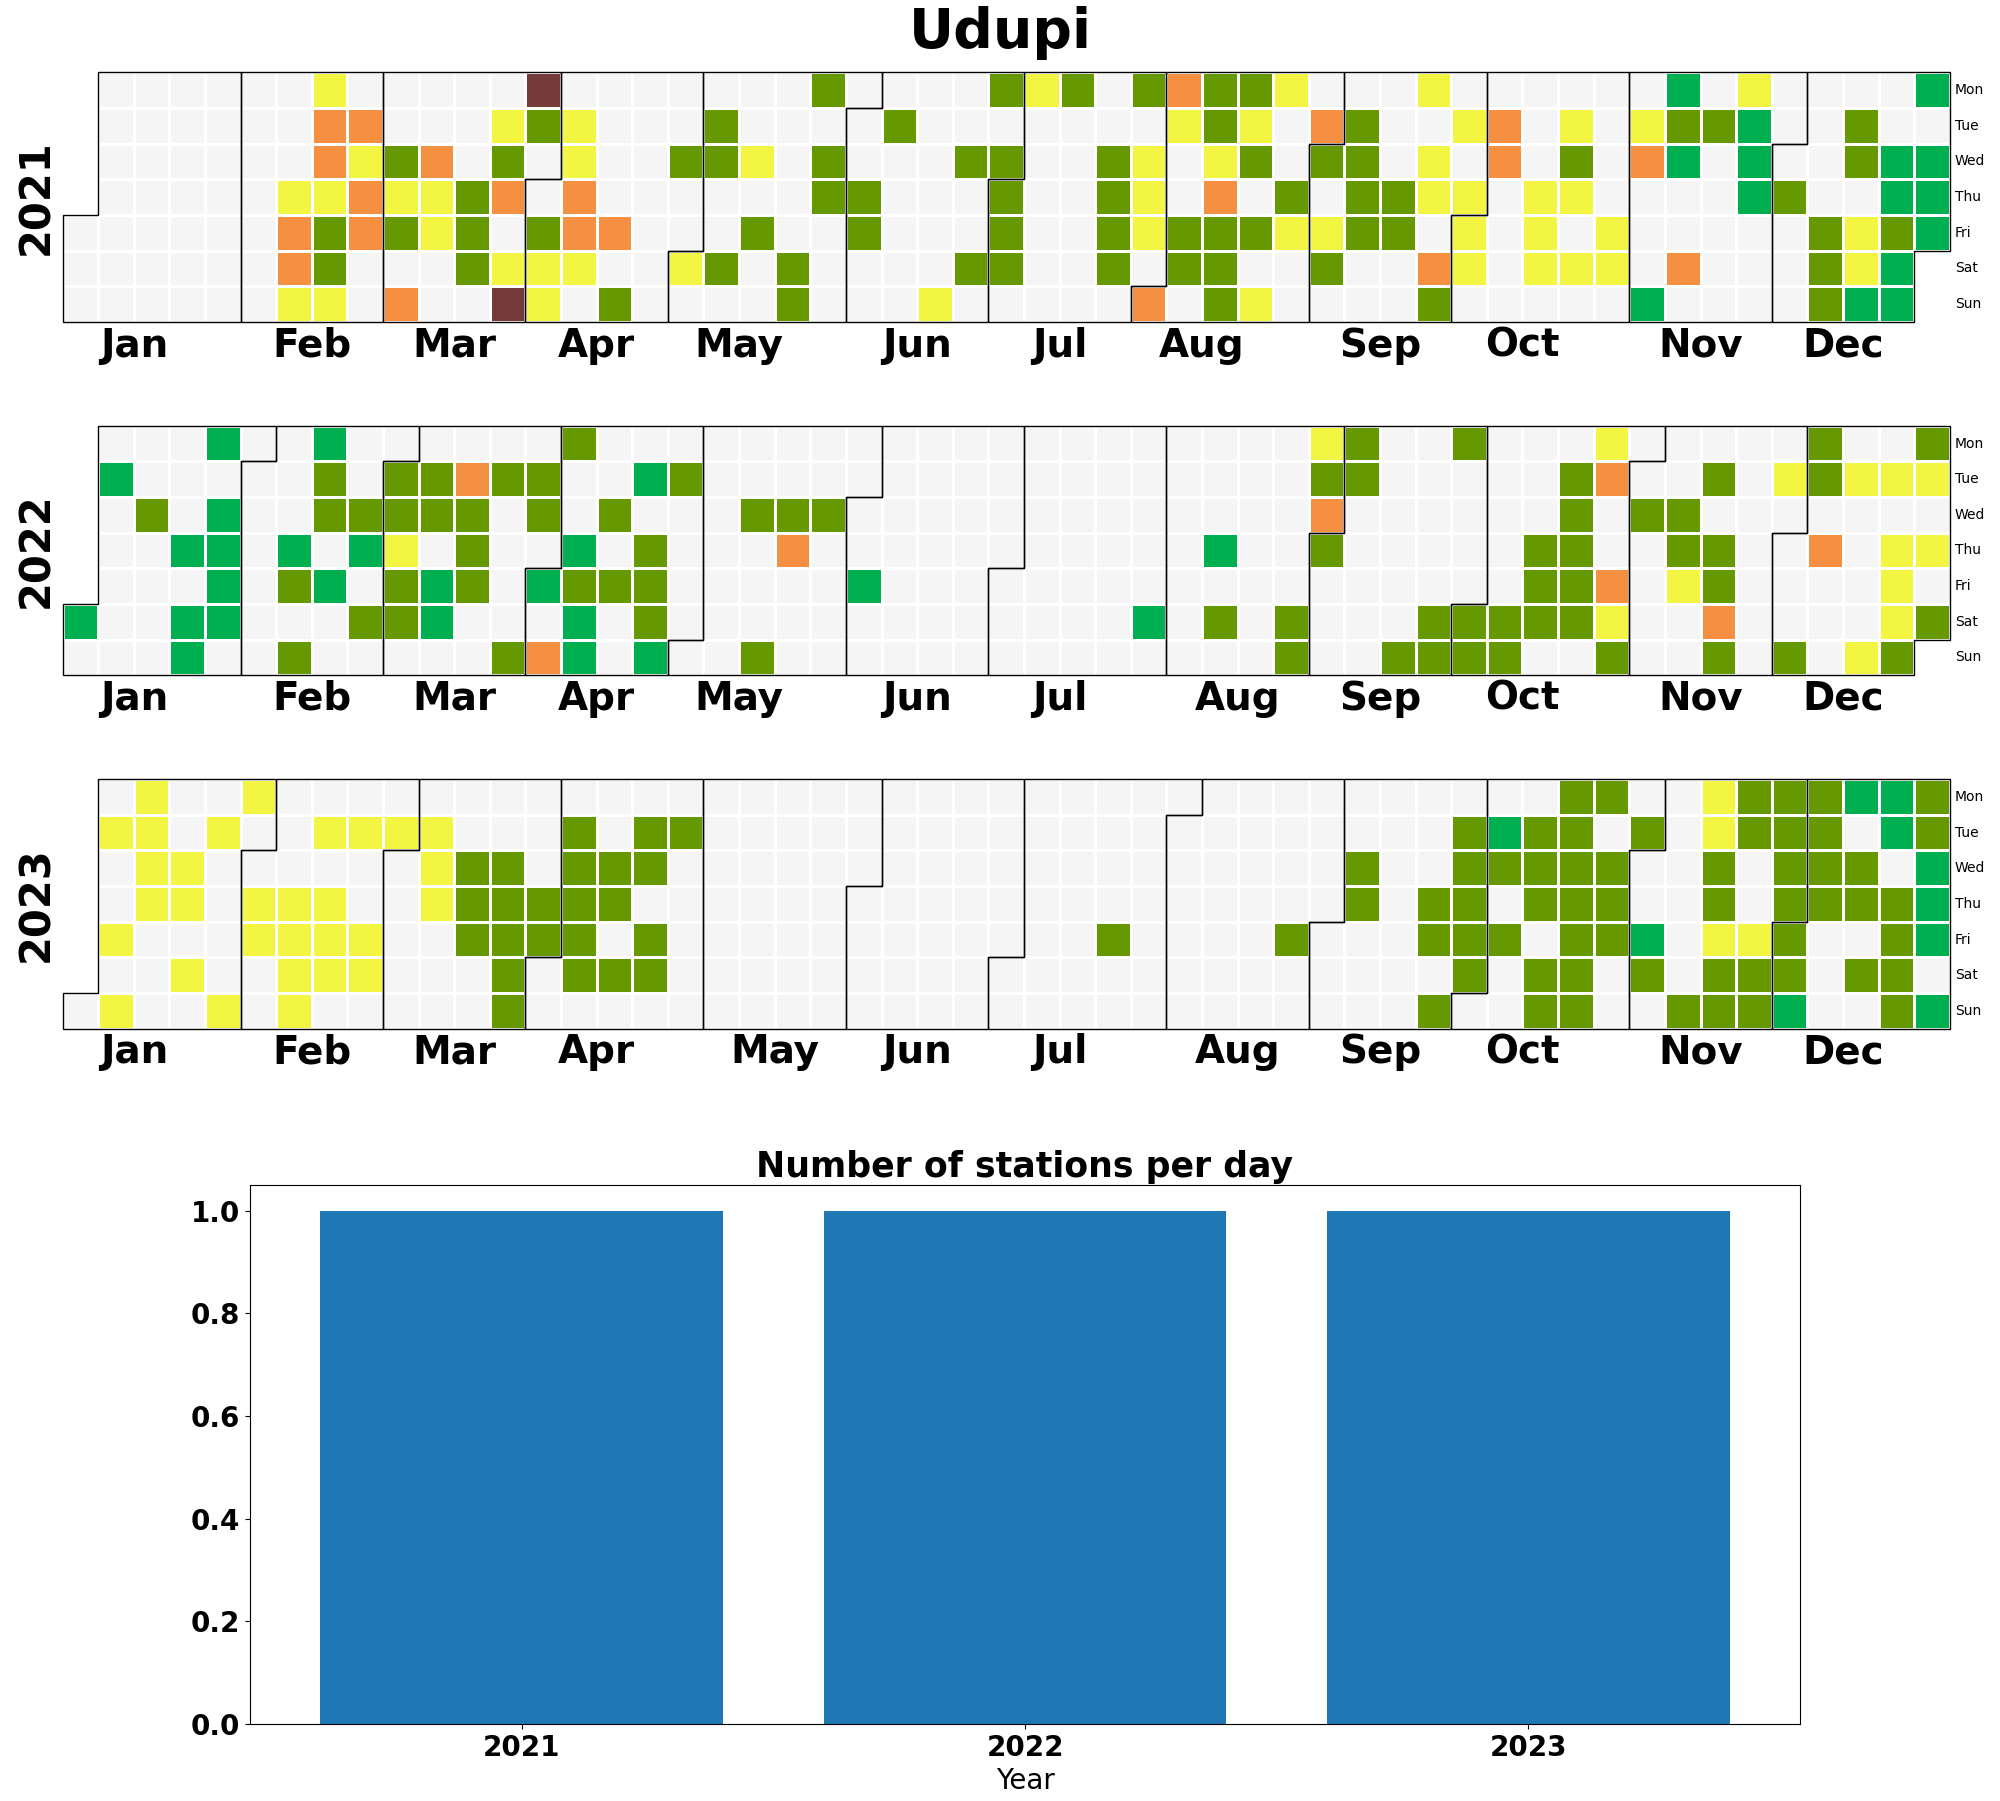 Udupi
2021
Mon
Tue
Wed
Thu
Fri
Sat
Sun
Jan Feb Mar Apr May Jun Jul Aug Sep Oct Nov Dec
2022
Mon
Tue
Wed
Thu
Fri
Sat
Sun
Jan Feb Mar Apr May Jun Jul Aug Sep Oct Nov Dec
2023
Mon
Tue
Wed
Thu
Fri
Sat
Sun
Jan Feb Mar Apr May Jun Jul Aug Sep Oct Nov Dec
Number of stations per day
1.0
0.8
0.6
0.4
0.2
0.0
2021 2022 2023
Year